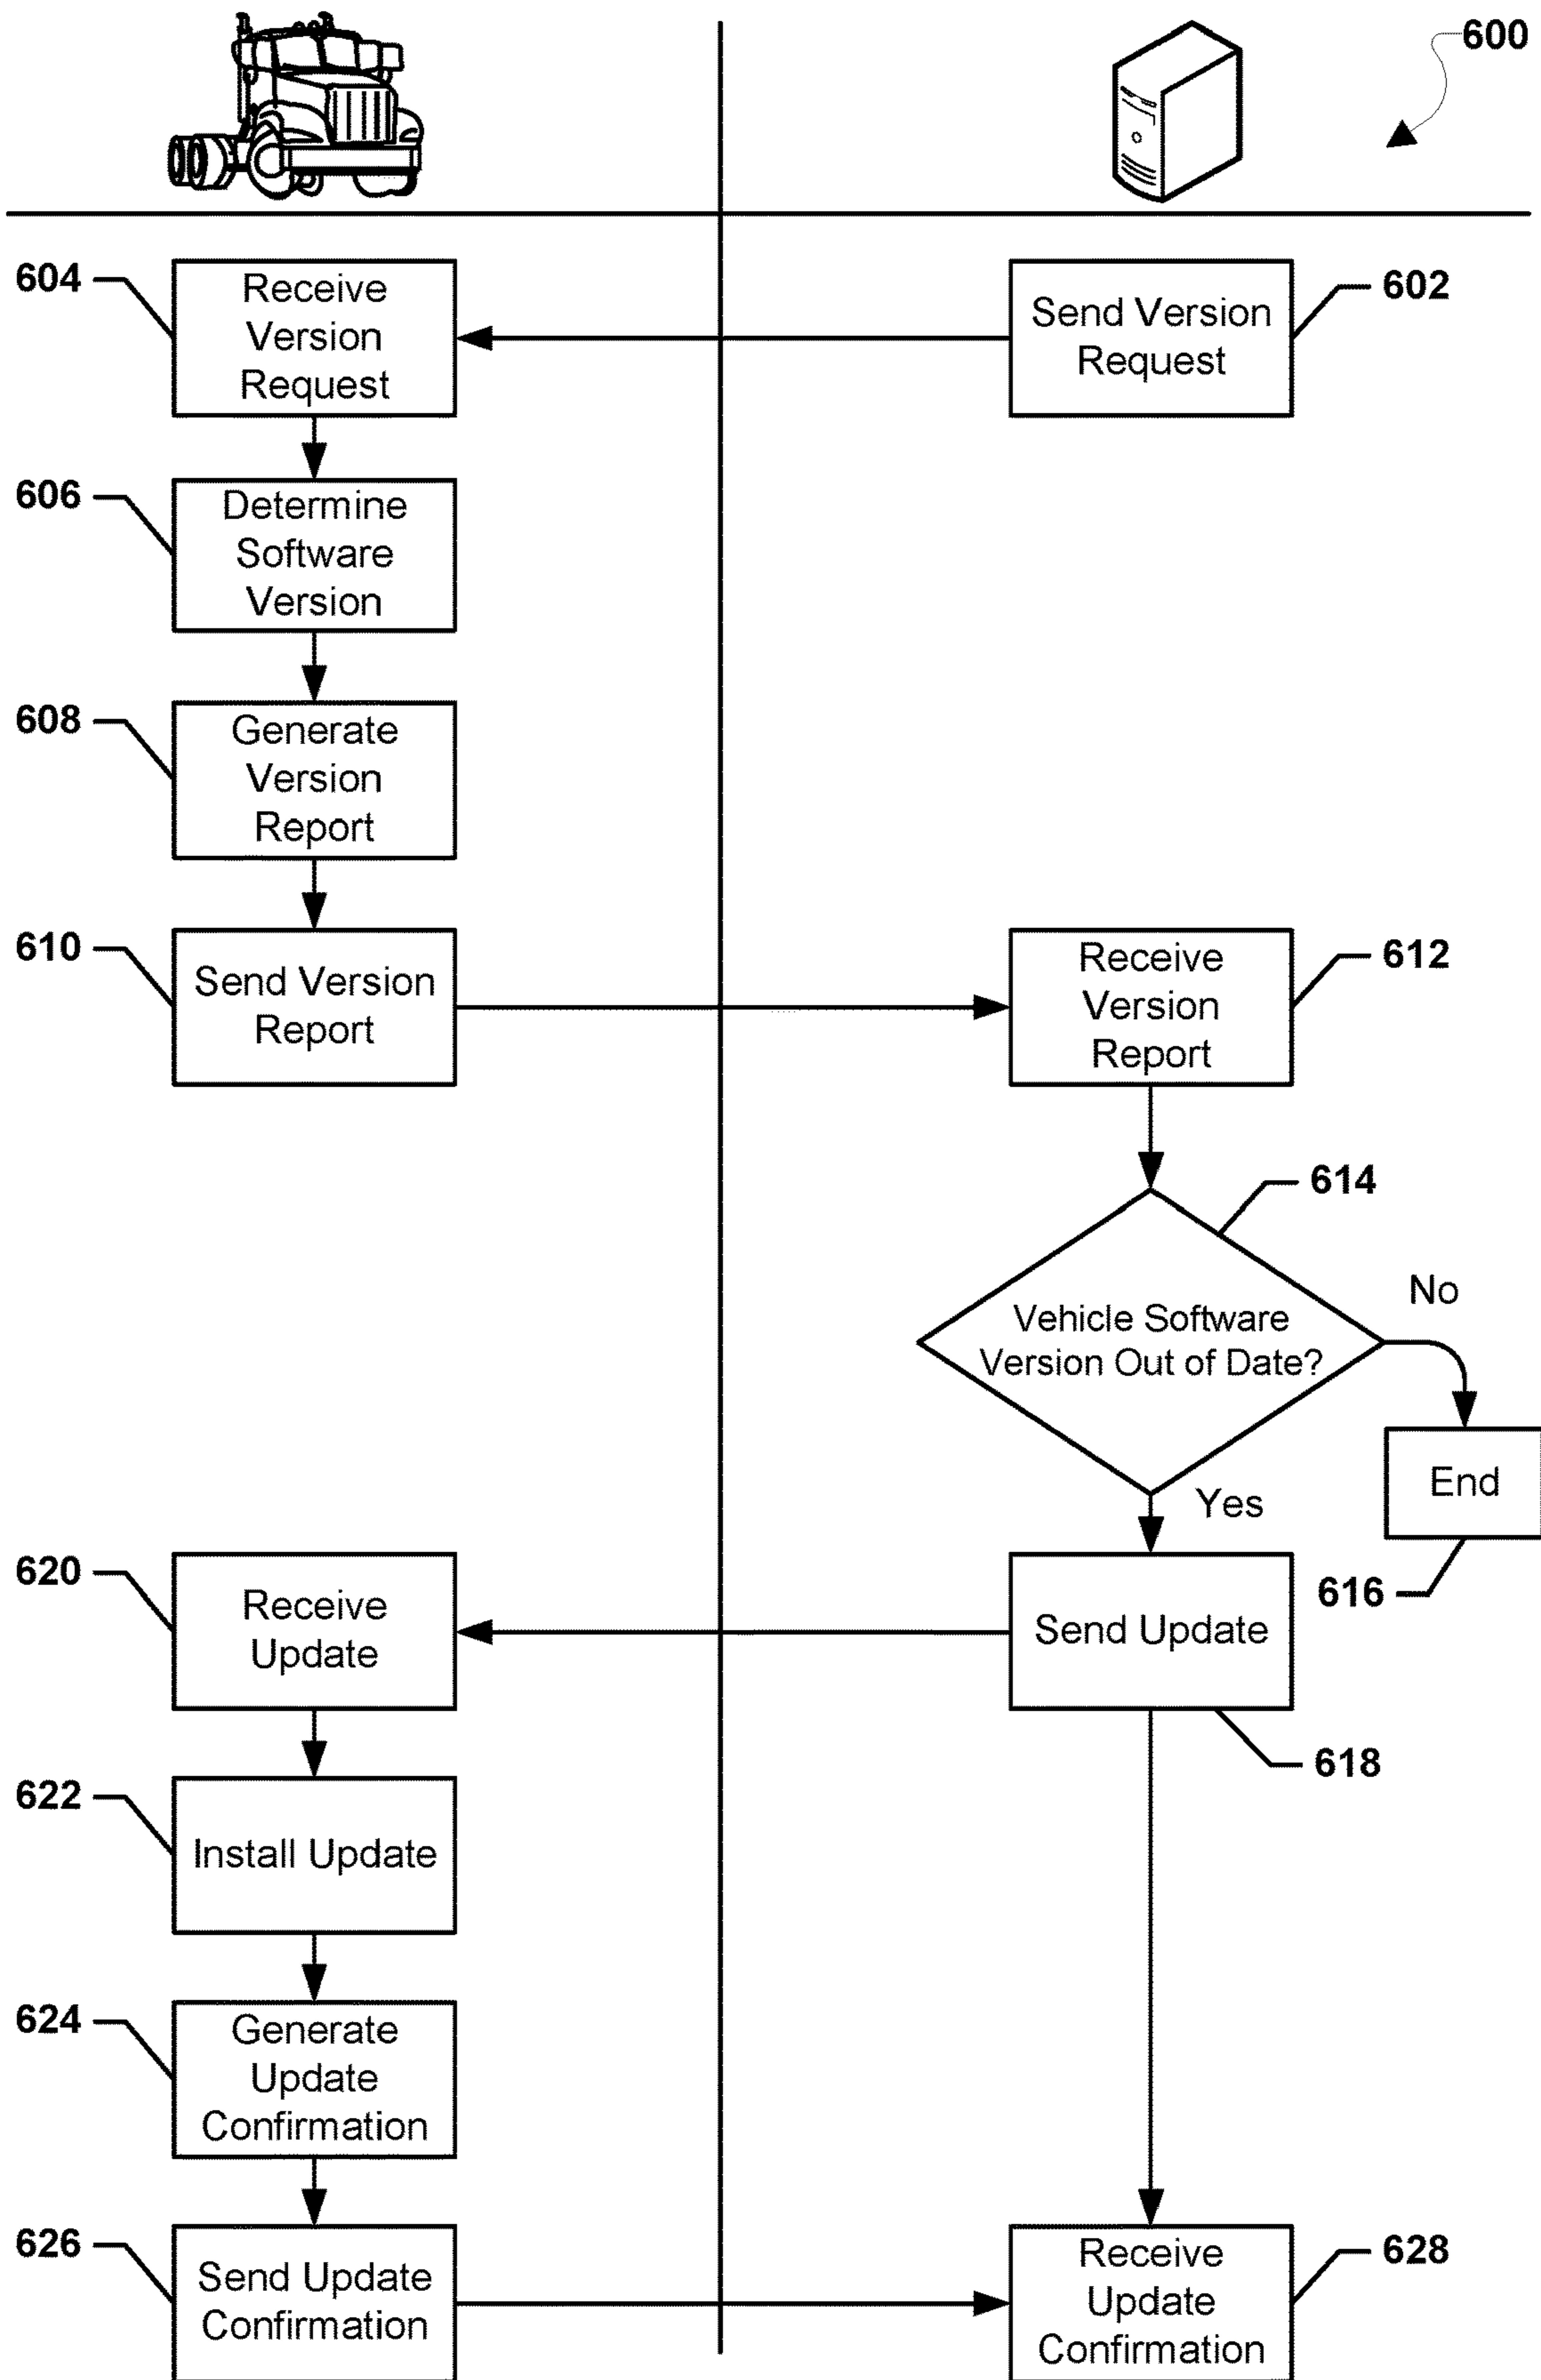 600
604
Receive
Version
Request
Send Version
Request
602
606
Determine
Software
Version
608
Generate
Version
Report
610
Send Version
Report
Receive
Version
Report
612
614
Vehicle Software
Version Out of Date?
No
End
616
Yes
620
Receive
Update
Send Update
618
622
Install Update
624
Generate
Update
Confirmation
626
Send Update
Confirmation
Receive
Update
Confirmation
628